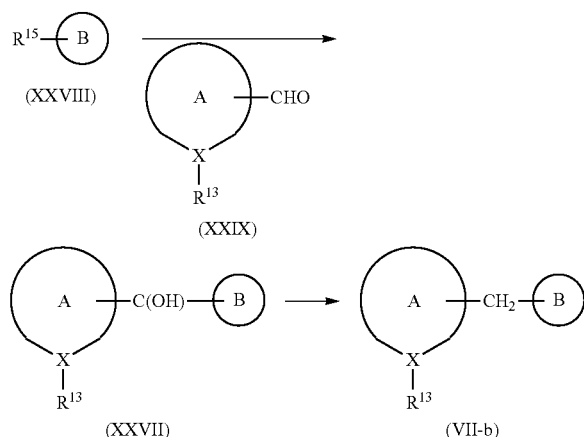 R¹⁵ B
(XXVIII)
A CHO
X
R¹³
(XXIX)
A C(OH) B
X
R¹³
(XXVII)
A CH₂ B
X
R¹³
(VII-b)